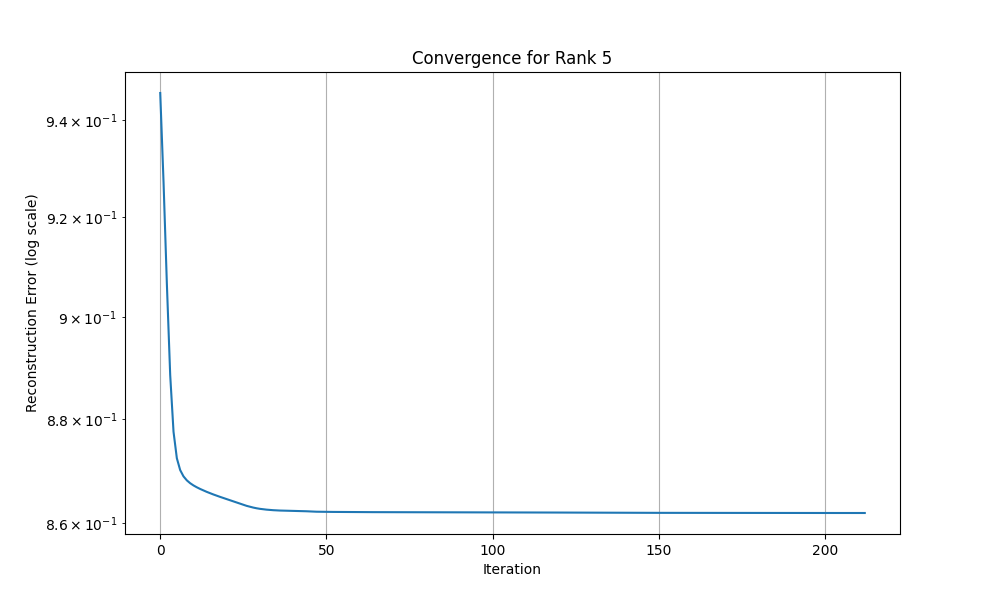 Convergence for Rank 5
Reconstruction Error (log scale)
9.4 × 10⁻¹
9.2 × 10⁻¹
9 × 10⁻¹
8.8 × 10⁻¹
8.6 × 10⁻¹
0 50 100 150 200
Iteration